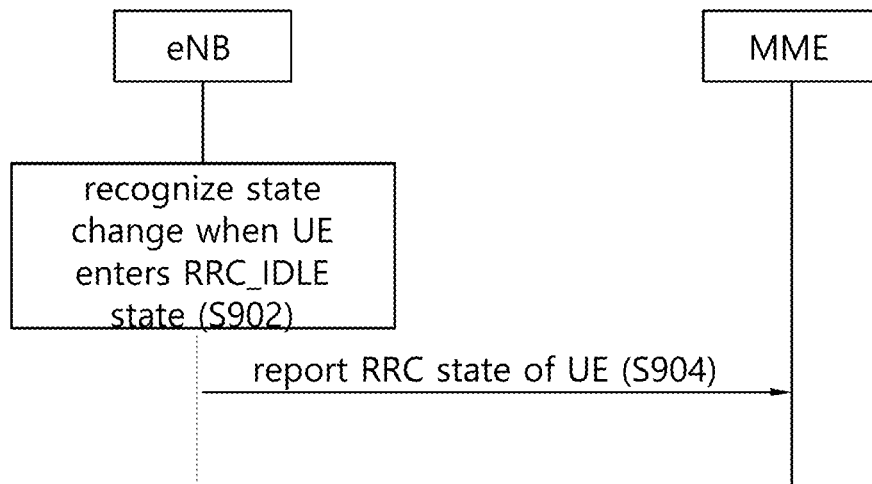 eNB
MME
recognize state
change when UE
enters RRC_IDLE
state (S902)
report RRC state of UE (S904)